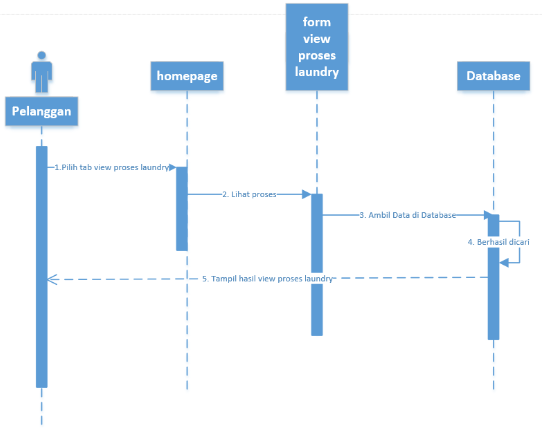 form
view
proses
laundry
homepage
Database
Pelanggan
1.Pilih tab view proses laundry
2. Lihat proses
3. Ambil Data di Database
4. Berhasil dicari
5. Tampil hasil view proses laundry